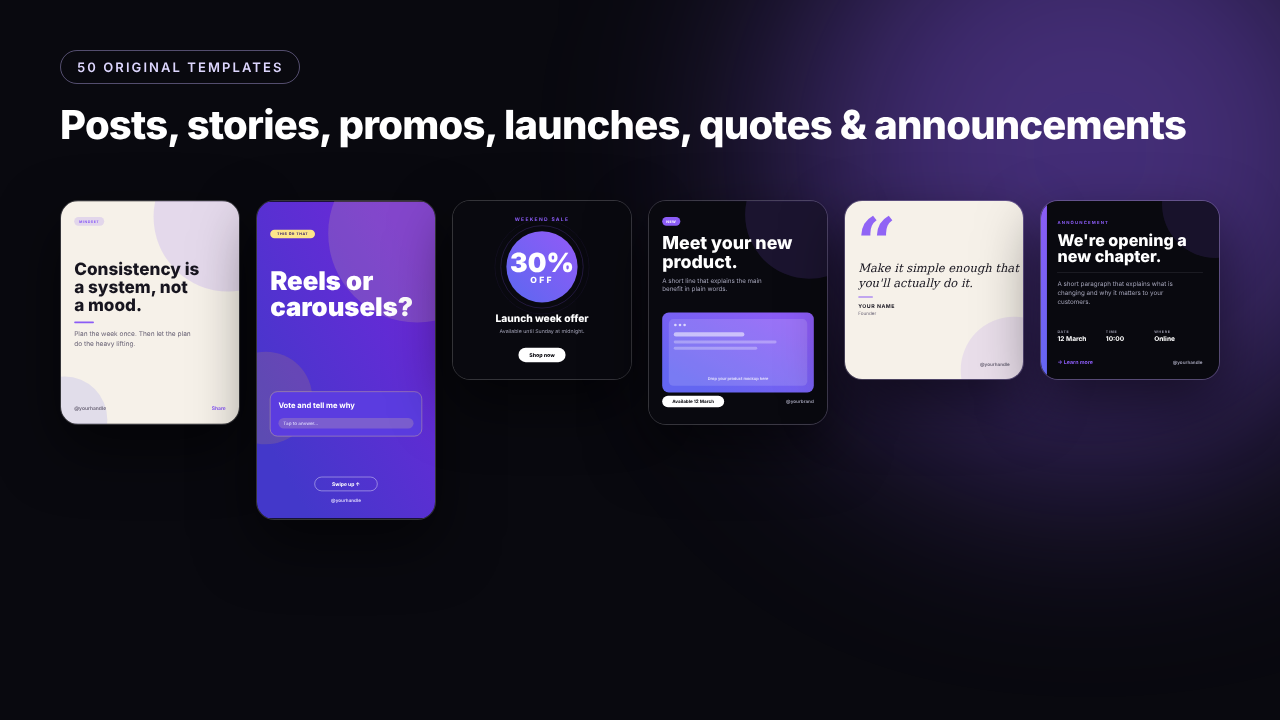 50 ORIGINAL TEMPLATES
Posts, stories, promos, launches, quotes & announcements
MINDSET
Consistency is
a system, not
a mood.
Plan the week once. Then let the plan
do the heavy lifting.
@yourhandle
Share
THIS OR THAT
Reels or
carousels?
Vote and tell me why
Tap to answer...
Swipe up ↑
@yourhandle
WEEKEND SALE
30%
OFF
Launch week offer
Available until Sunday at midnight.
Shop now
NEW
Meet your new
product.
A short line that explains the main
benefit in plain words.
Drop your product mockup here
Available 12 March
@yourbrand
“
Make it simple enough that
you'll actually do it.
YOUR NAME
Founder
@yourhandle
ANNOUNCEMENT
We're opening a
new chapter.
A short paragraph that explains what is
changing and why it matters to your
customers.
DATE
TIME
WHERE
12 March
10:00
Online
→ Learn more
@yourhandle